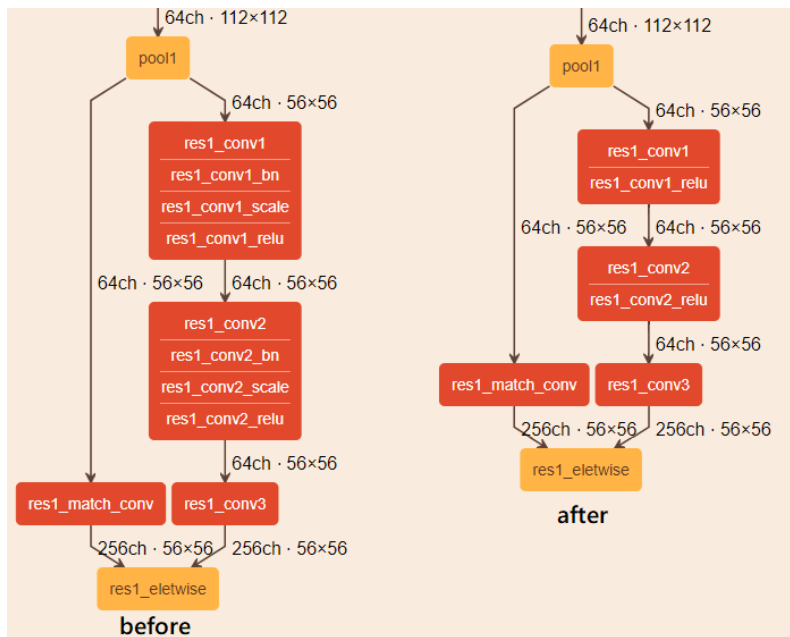 64ch · 112×112
pool1
64ch · 56×56
res1_conv1
res1_conv1_bn
res1_conv1_scale
res1_conv1_relu
64ch · 56×56
64ch · 56×56
res1_conv2
res1_conv2_bn
res1_conv2_scale
res1_conv2_relu
64ch · 56×56
res1_match_conv
res1_conv3
256ch · 56×56
256ch · 56×56
res1_eletwise
before
64ch · 112×112
pool1
64ch · 56×56
res1_conv1
res1_conv1_relu
64ch · 56×56
64ch · 56×56
res1_conv2
res1_conv2_relu
64ch · 56×56
res1_match_conv
res1_conv3
256ch · 56×56
256ch · 56×56
res1_eletwise
after